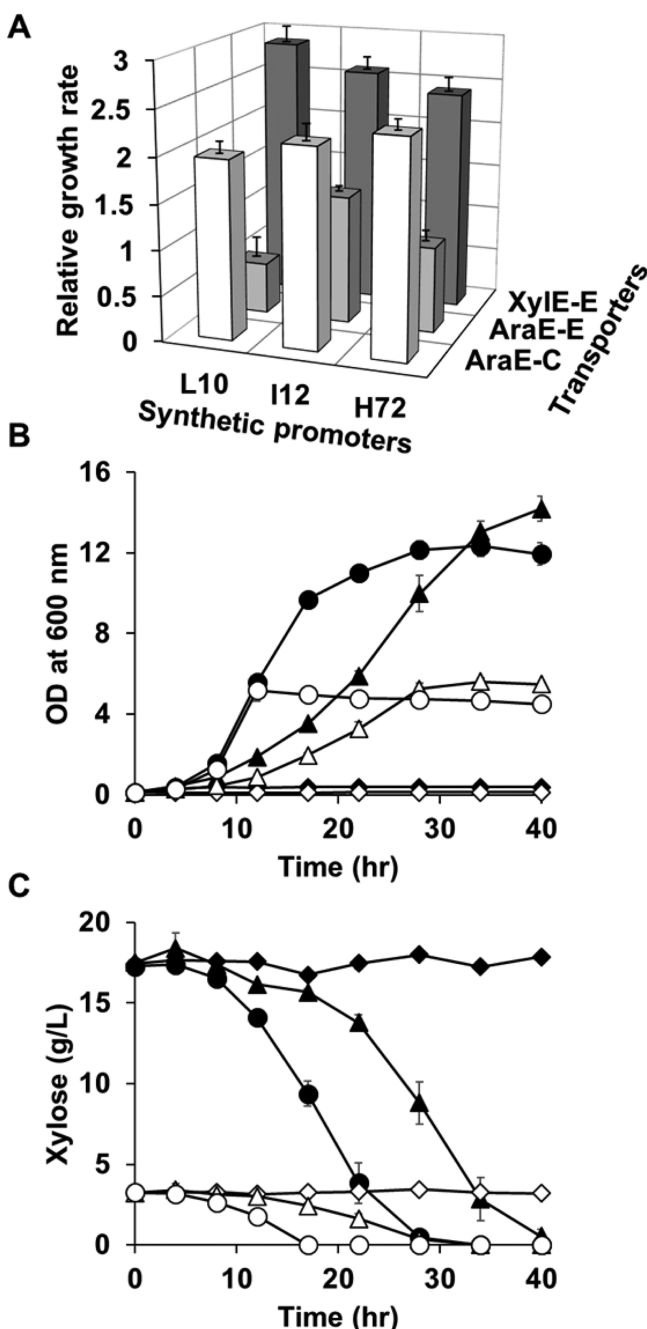 A
Relative growth rate
3
2.5
2
1.5
1
0.5
0
L10
I12
H72
Synthetic promoters
XylE-E
AraE-E
AraE-C
Transporters
B
OD at 600 nm
16
12
8
4
0
0 10 20 30 40
Time (hr)
C
Xylose (g/L)
20
15
10
5
0
0 10 20 30 40
Time (hr)